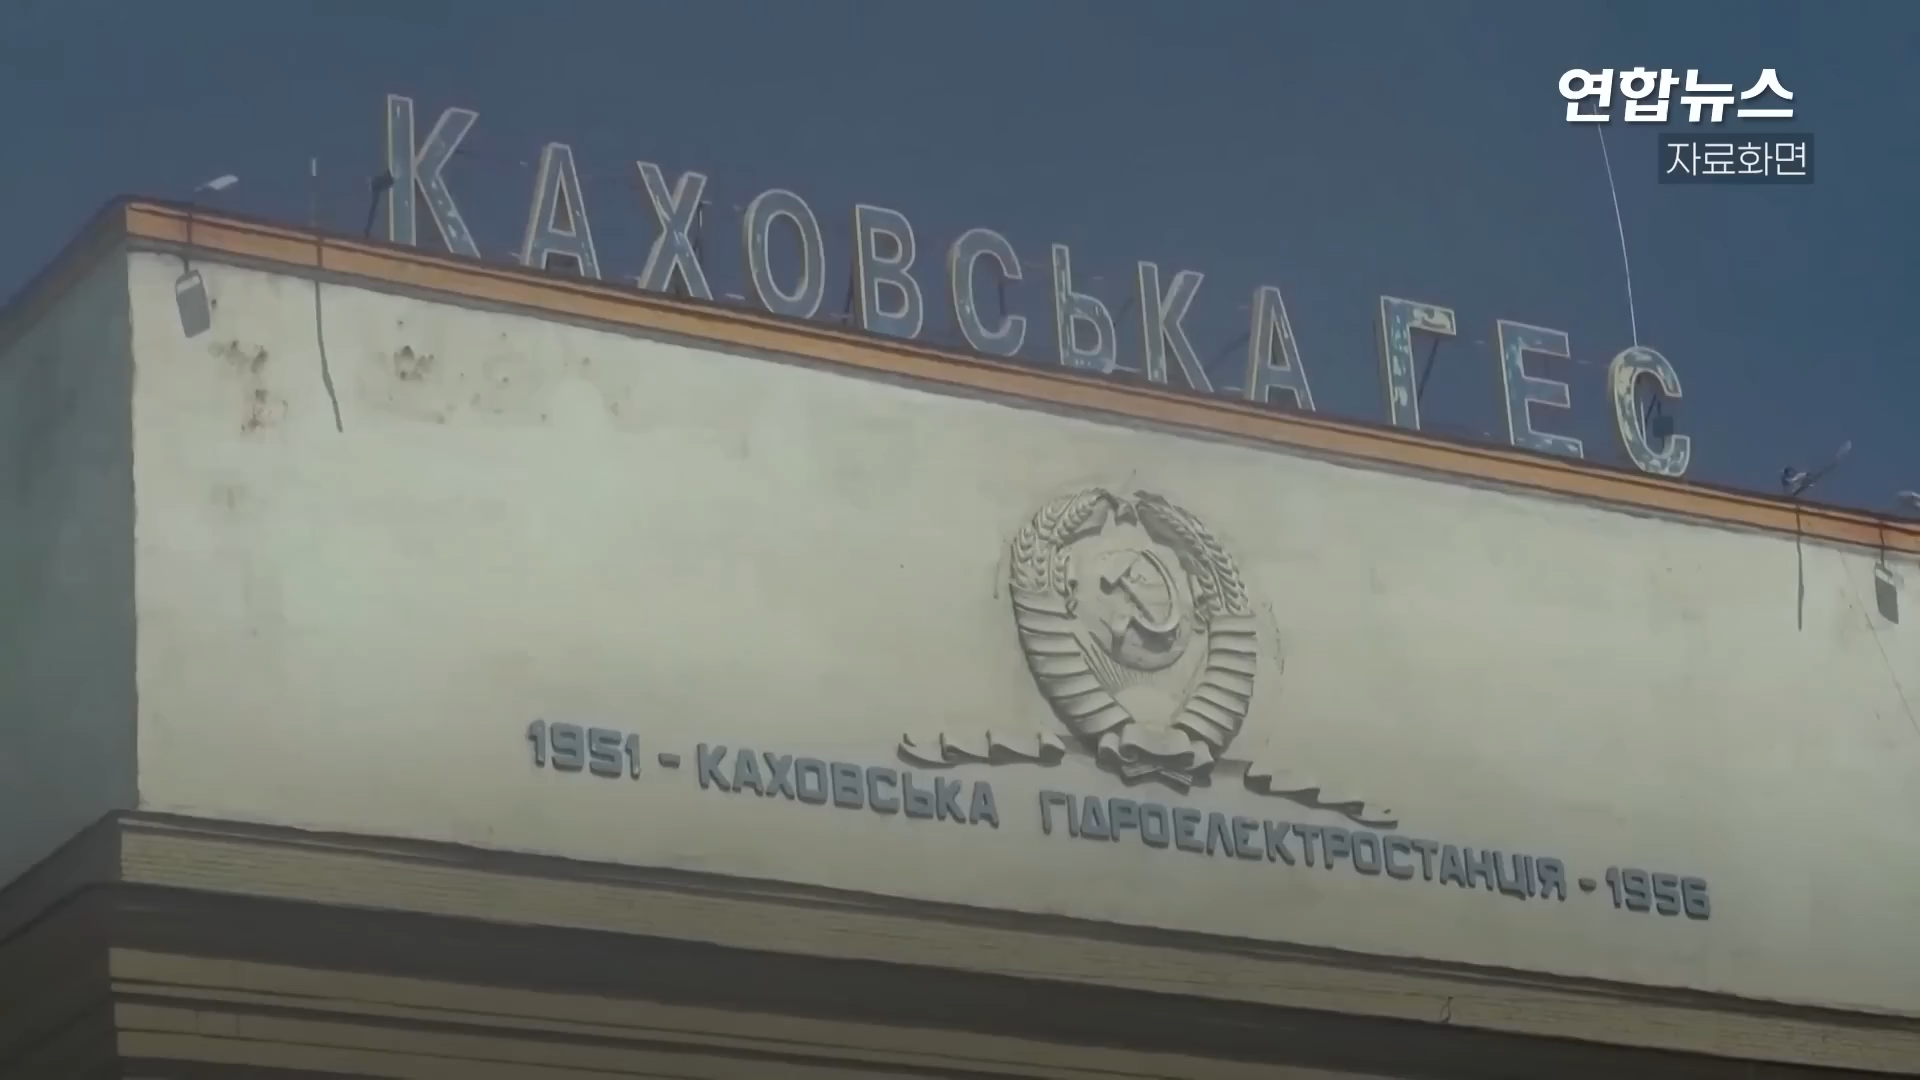 연합뉴스
자료화면
КАХОВСЬКА ГЕС
1951 - КАХОВСЬКА ГІДРОЕЛЕКТРОСТАНЦІЯ - 1956